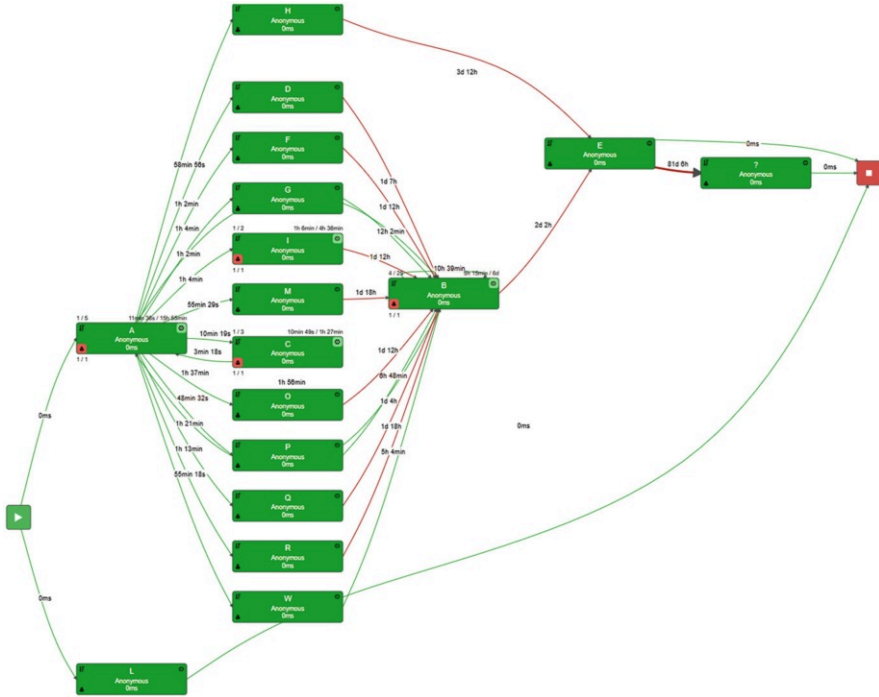 H
Anonymous
0ms
3d 12h
D
Anonymous
0ms
58min 56s
F
Anonymous
0ms
E
Anonymous
0ms
0ms
81d 6h
?
Anonymous
0ms
0ms
1d 7h
1h 2min
G
Anonymous
0ms
1d 12h
1h 4min
12h 2min
2d 2h
1 / 2
1h 6min / 4h 36min
I
Anonymous
0ms
1 / 1
1h 2min
1d 12h
1h 4min
10h 39min
B
Anonymous
0ms
1 / 1
M
Anonymous
0ms
55min 29s
1d 18h
1 / 5
A
Anonymous
0ms
1 / 1
10min 19s
3min 18s
1 / 3
10min 49s / 1h 27min
C
Anonymous
0ms
1 / 1
1d 12h
1h 37min
1h 56min
6h 48min
O
Anonymous
0ms
48min 32s
1d 4h
0ms
1h 21min
1d 18h
0ms
P
Anonymous
0ms
1h 13min
5h 4min
55min 18s
Q
Anonymous
0ms
R
Anonymous
0ms
0ms
W
Anonymous
0ms
L
Anonymous
0ms